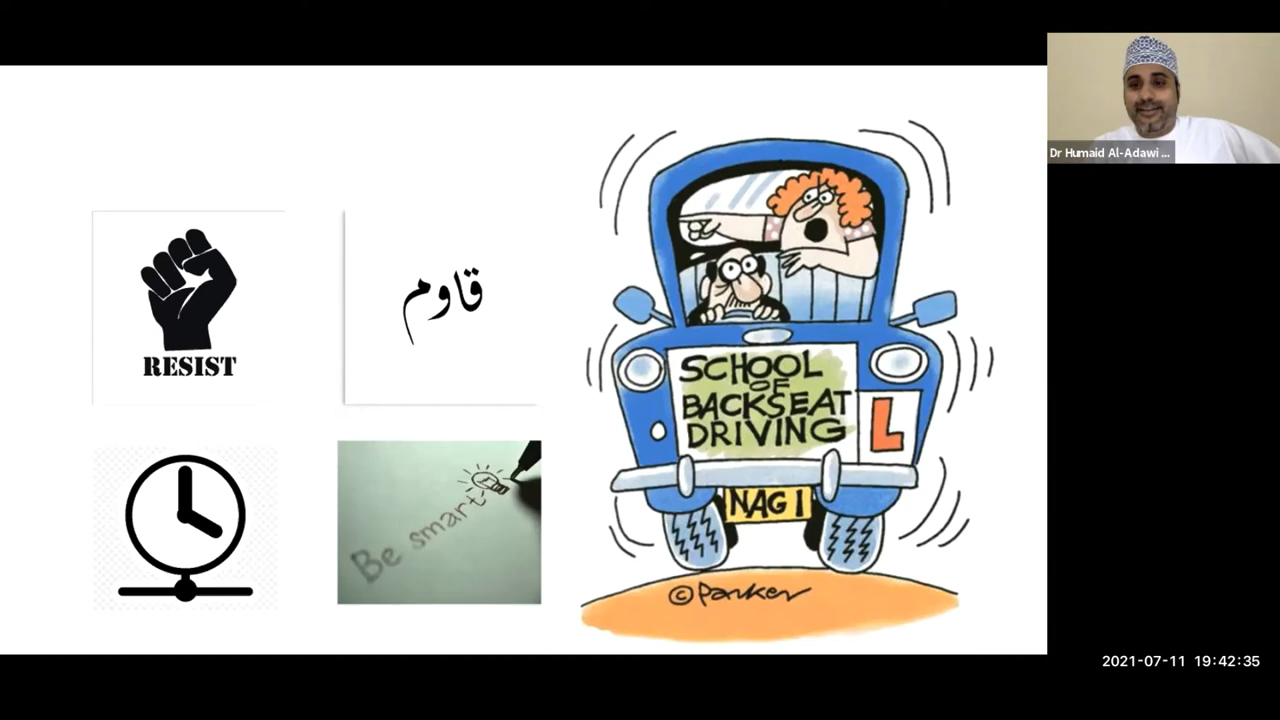 Dr Humaid Al-Adawi ...
RESIST
قاوم
Be smart
SCHOOL
OF
BACKSEAT
DRIVING
L
NAG 1
©Parker
2021-07-11 19:42:35